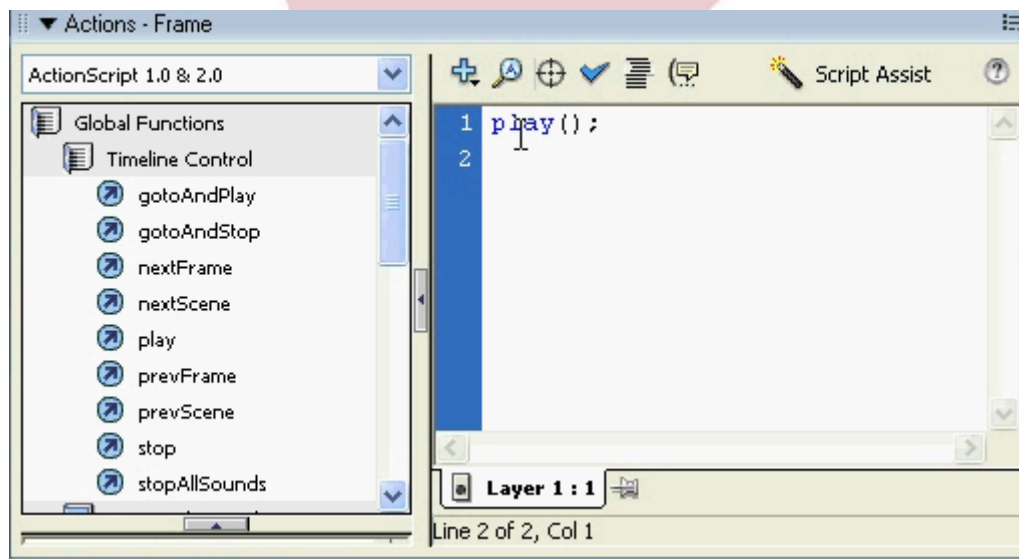 Actions - Frame
ActionScript 1.0 & 2.0
Global Functions
Timeline Control
gotoAndPlay
gotoAndStop
nextFrame
nextScene
play
prevFrame
prevScene
stop
stopAllSounds
Script Assist
1 play();
2
Layer 1 : 1
Line 2 of 2, Col 1